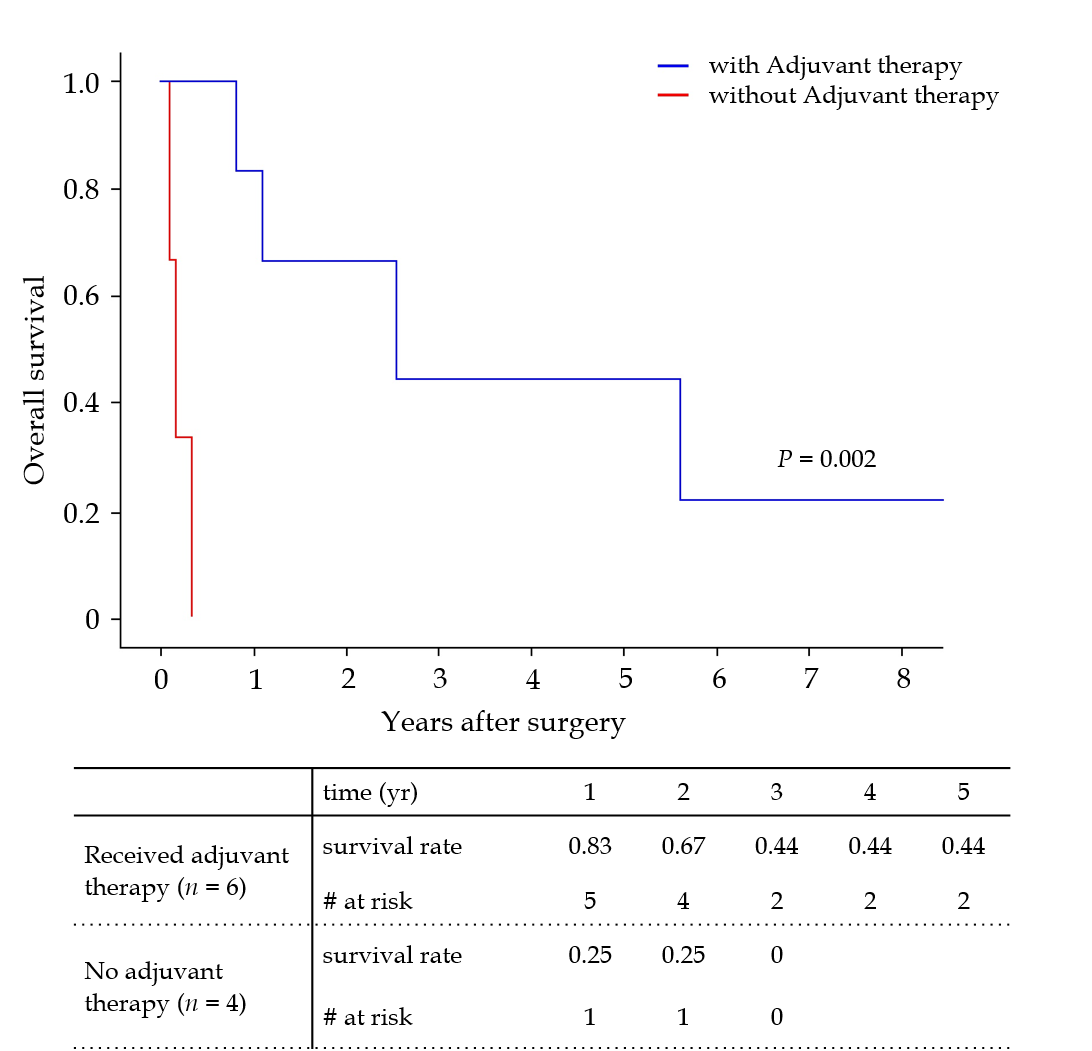 with Adjuvant therapy
without Adjuvant therapy
1.0
0.8
0.6
0.4
0.2
0
Overall survival
P = 0.002
0 1 2 3 4 5 6 7 8
Years after surgery
time (yr) 1 2 3 4 5
Received adjuvant
therapy (n = 6)
survival rate 0.83 0.67 0.44 0.44 0.44
# at risk 5 4 2 2 2
No adjuvant
therapy (n = 4)
survival rate 0.25 0.25 0
# at risk 1 1 0